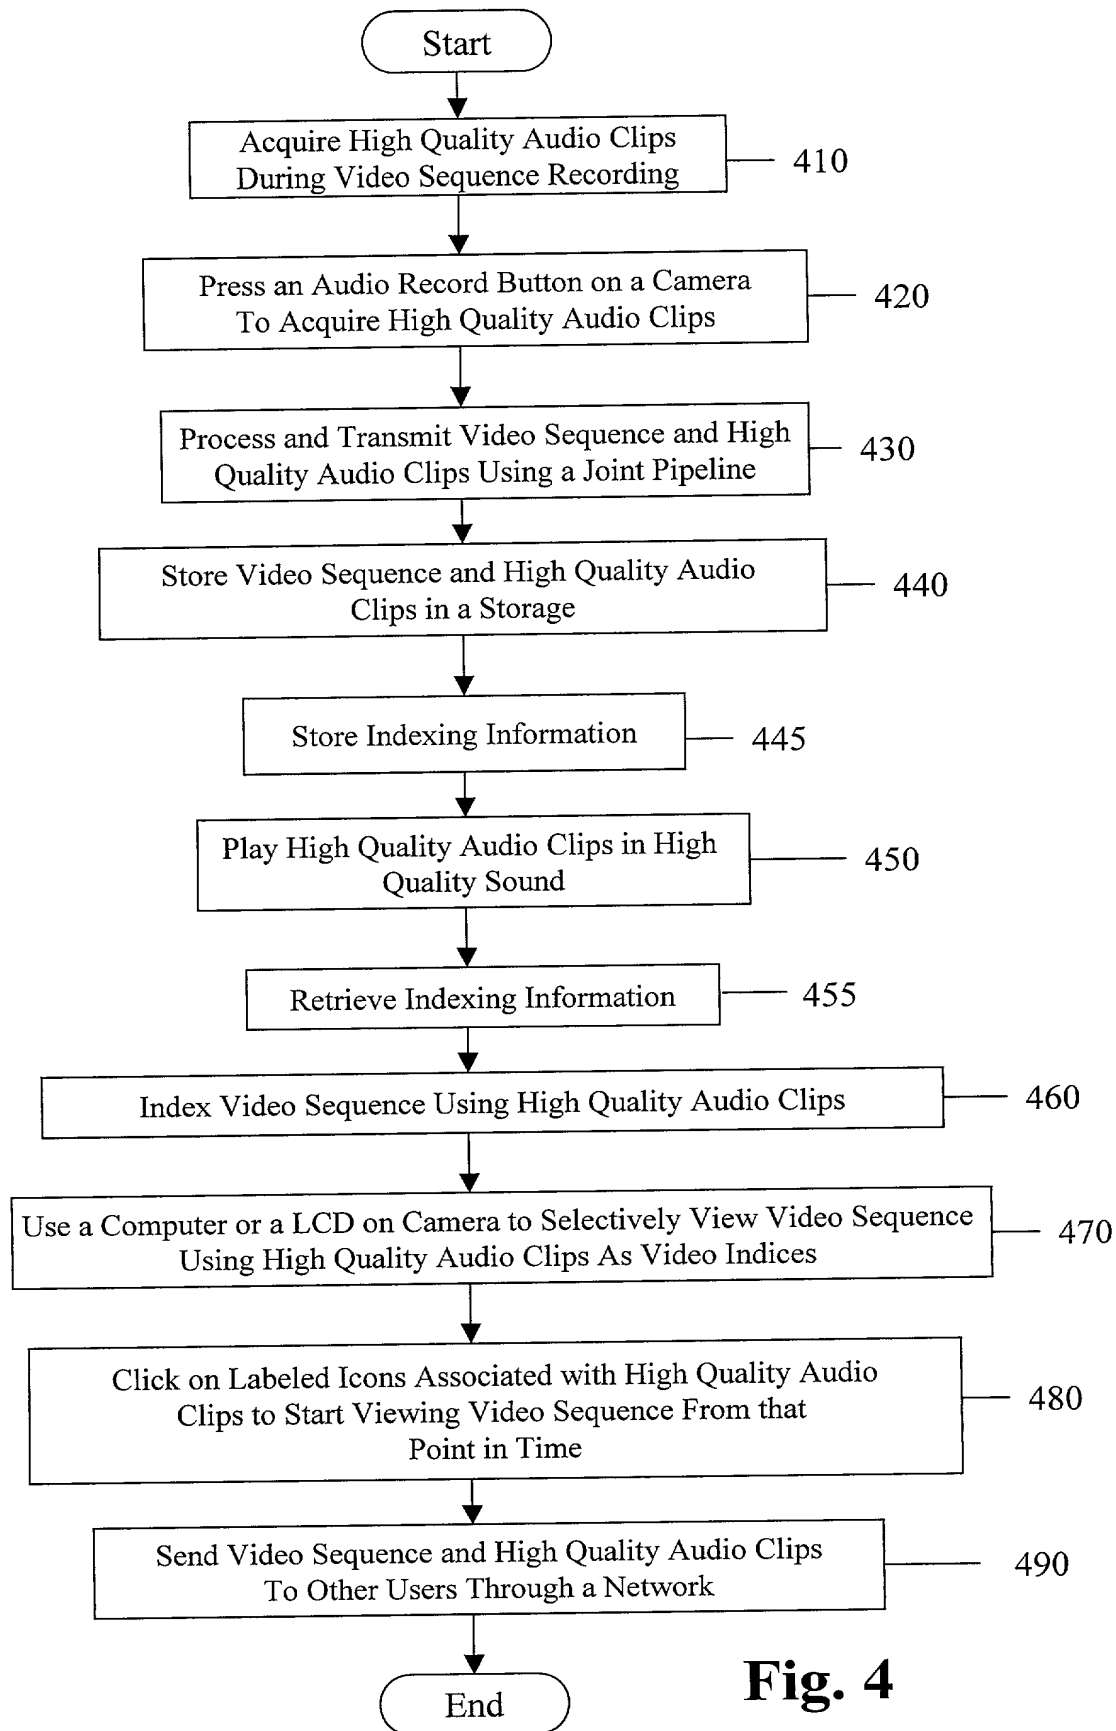 Start
Acquire High Quality Audio Clips
During Video Sequence Recording
410
Press an Audio Record Button on a Camera
To Acquire High Quality Audio Clips
420
Process and Transmit Video Sequence and High
Quality Audio Clips Using a Joint Pipeline
430
Store Video Sequence and High Quality Audio
Clips in a Storage
440
Store Indexing Information
445
Play High Quality Audio Clips in High
Quality Sound
450
Retrieve Indexing Information
455
Index Video Sequence Using High Quality Audio Clips
460
Use a Computer or a LCD on Camera to Selectively View Video Sequence
Using High Quality Audio Clips As Video Indices
470
Click on Labeled Icons Associated with High Quality Audio
Clips to Start Viewing Video Sequence From that
Point in Time
480
Send Video Sequence and High Quality Audio Clips
To Other Users Through a Network
490
End
Fig. 4